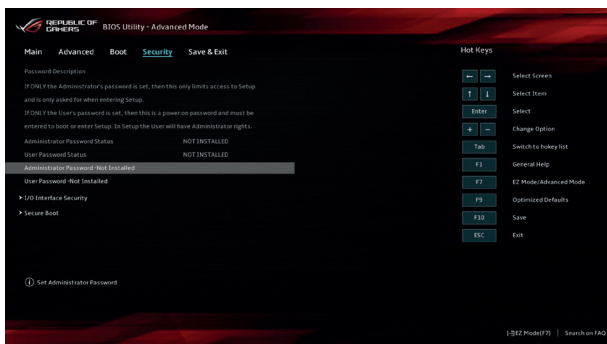 REPUBLIC OF
GAMERS
BIOS Utility - Advanced Mode
Main Advanced Boot Security Save & Exit
Hot Keys
Password Description
If ONLY the Administrator's password is set, then this only limits access to Setup
and is only asked for when entering Setup.
If ONLY the User's password is set, then this is a power on password and must be
entered to boot or enter Setup. In Setup the User will have Administrator rights.
Administrator Password Status NOT INSTALLED
User Password Status NOT INSTALLED
Administrator Password -Not Installed
User Password -Not Installed
> I/O Interface Security
> Secure Boot
← → Select Screen
↑ ↓ Select Item
Enter Select
+ − Change Option
Tab Switch to hokey list
F1 General Help
F7 EZ Mode/Advanced Mode
F9 Optimized Defaults
F10 Save
ESC Exit
i Set Administrator Password
EZ Mode(F7) | Search on FAQ